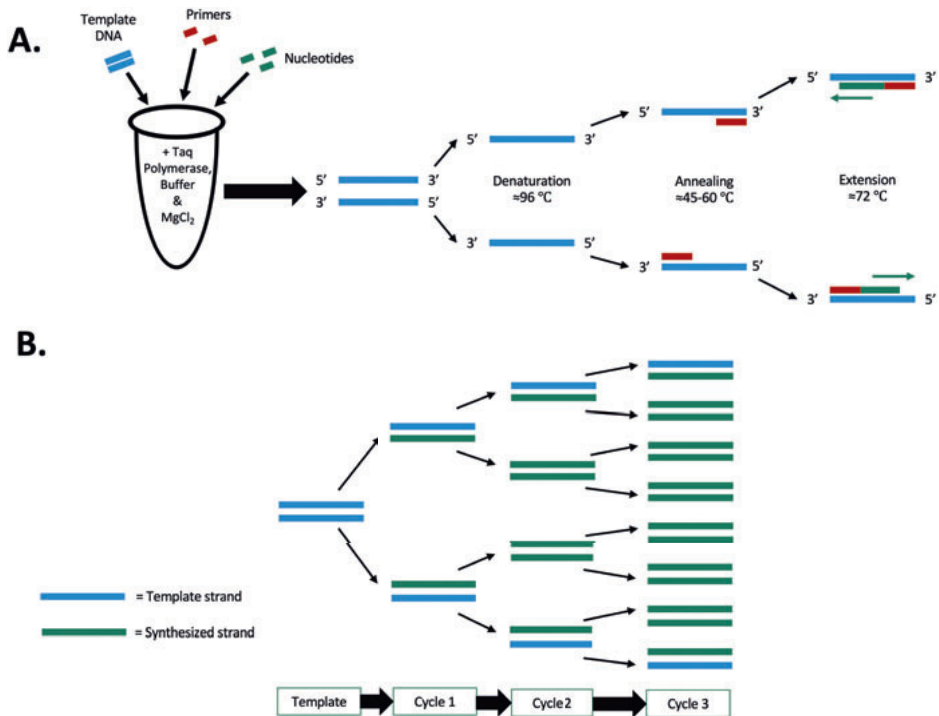 A.
Template
DNA
Primers
Nucleotides
+ Taq
Polymerase,
Buffer
&
MgCl₂
5’ 3’
3’ 5’
5’ 3’
Denaturation
≈96 °C
3’ 5’
5’ 3’
Annealing
≈45-60 °C
3’ 5’
5’ 3’
Extension
≈72 °C
3’ 5’
B.
= Template strand
= Synthesized strand
Template
Cycle 1
Cycle2
Cycle 3